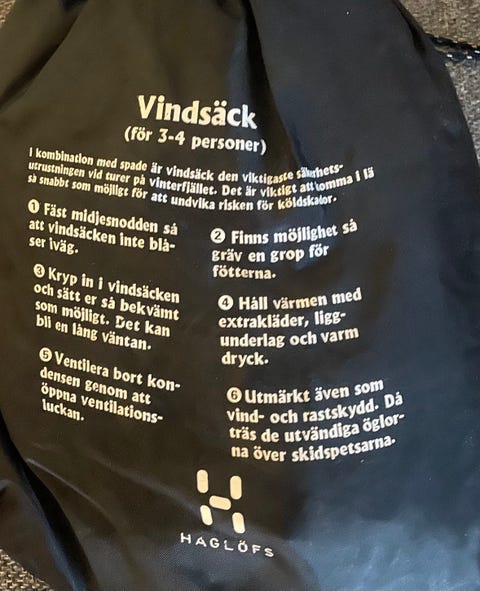 Vindsäck
(för 3-4 personer)
I kombination med spade är vindsäck den viktigaste säkerhets-
utrustningen vid turer på vinterfjället. Det är viktigt att komma i lä
så snabbt som möjligt för att undvika risken för köldskador.
❶ Fäst midjesnodden så
att vindsäcken inte blå-
ser iväg.
❷ Finns möjlighet så
gräv en grop för
fötterna.
❸ Kryp in i vindsäcken
och sätt er så bekvämt
som möjligt. Det kan
bli en lång väntan.
❹ Håll värmen med
extrakläder, ligg-
underlag och varm
dryck.
❺ Ventilera bort kon-
densen genom att
öppna ventilations-
luckan.
❻ Utmärkt även som
vind- och rastskydd. Då
träs de utvändiga öglor-
na över skidspetsarna.
HAGLÖFS